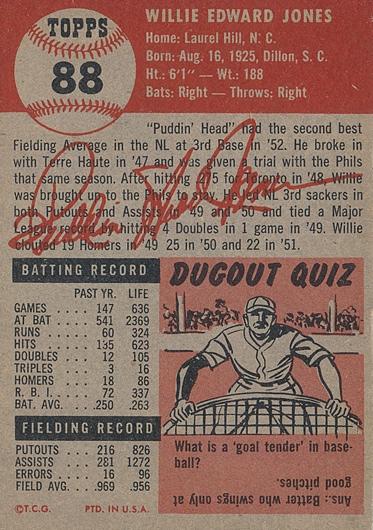 TOPPS
88
WILLIE EDWARD JONES
Home: Laurel Hill, N. C.
Born: Aug. 16, 1925, Dillon, S. C.
Ht.: 6'1" — Wt.: 188
Bats: Right — Throws: Right
"Puddin' Head" had the second best
Fielding Average in the NL at 3rd Base in '52. He broke in
with Terre Haute in '47 and was given a trial with the Phils
that same season. After hitting .275 for Toronto in '48, Willie
was brought up to the Phils to stay. He led NL 3rd sackers in
both Putouts and Assists in '49 and '50 and tied a Major
League record by hitting 4 Doubles in 1 game in '49. Willie
clouted 19 Homers in '49 25 in '50 and 22 in '51.
Willie Edward Jones
BATTING RECORD
PAST YR. LIFE
GAMES .... 147 636
AT BAT .... 541 2369
RUNS .... 60 324
HITS .... 135 623
DOUBLES ... 12 105
TRIPLES .... 3 16
HOMERS ... 18 86
R. B. I. .... 72 337
BAT. AVG. .. .250 .263
FIELDING RECORD
PUTOUTS ... 216 826
ASSISTS .... 281 1272
ERRORS .... 16 96
FIELD AVG. .. .969 .956
©T.C.G. PTD. IN U.S.A.
DUGOUT QUIZ
What is a 'goal tender' in base-
ball?
Ans.: Batter who swings only at
good pitches.